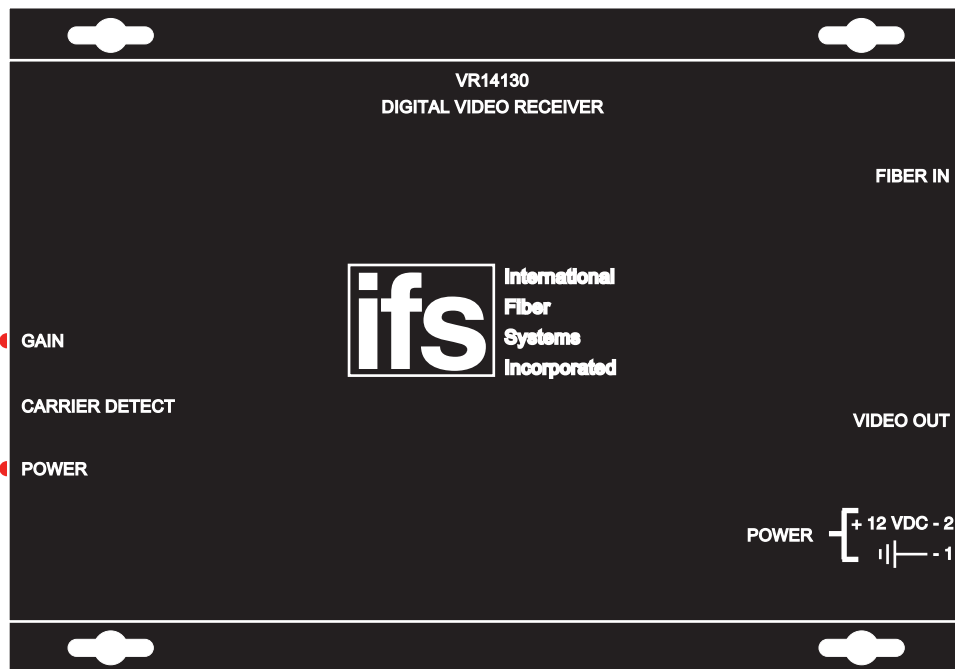 VR14130
DIGITAL VIDEO RECEIVER
FIBER IN
ifs
International
Fiber
Systems
Incorporated
GAIN
CARRIER DETECT
VIDEO OUT
POWER
POWER
+ 12 VDC - 2
- 1